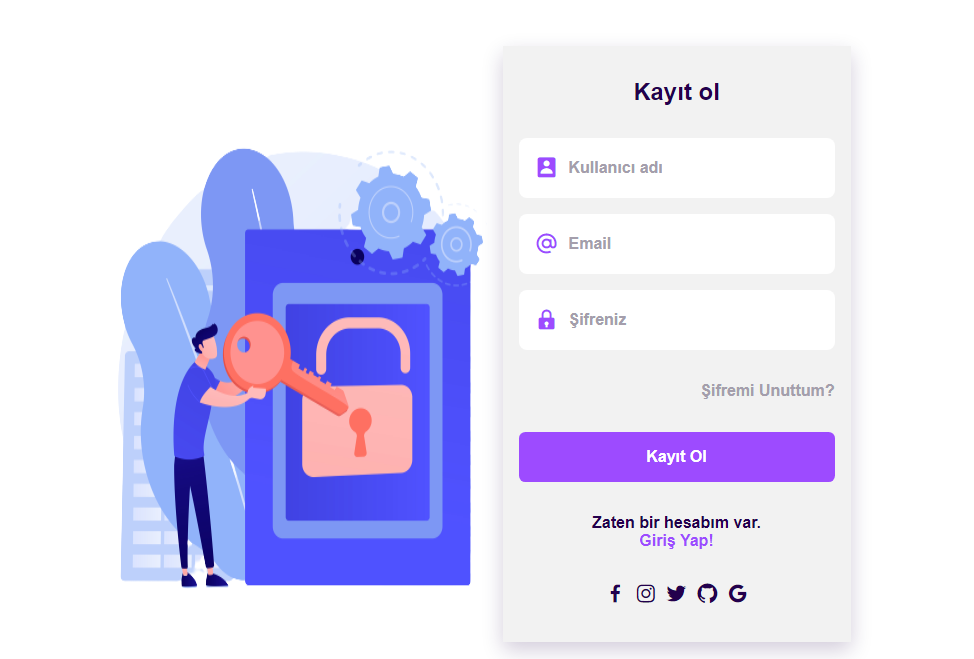 Kayıt ol
Kullanıcı adı
Email
Şifreniz
Şifremi Unuttum?
Kayıt Ol
Zaten bir hesabım var.
Giriş Yap!